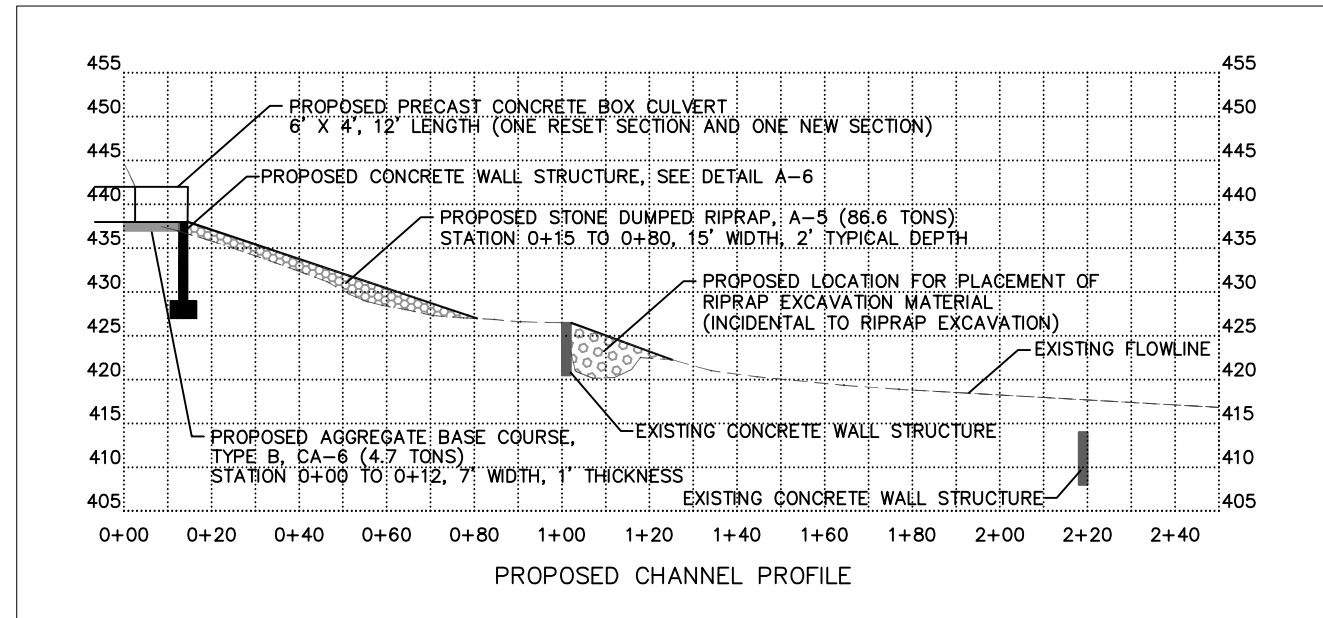 455 455
PROPOSED PRECAST CONCRETE BOX CULVERT
450 450
6' X 4', 12' LENGTH (ONE RESET SECTION AND ONE NEW SECTION)
445 445
PROPOSED CONCRETE WALL STRUCTURE, SEE DETAIL A-6
440 440
PROPOSED STONE DUMPED RIPRAP, A-5 (86.6 TONS)
435 435
STATION 0+15 TO 0+80, 15' WIDTH, 2' TYPICAL DEPTH
PROPOSED LOCATION FOR PLACEMENT OF
430 430
RIPRAP EXCAVATION MATERIAL
(INCIDENTAL TO RIPRAP EXCAVATION)
425 425
EXISTING FLOWLINE
420 420
415 415
EXISTING CONCRETE WALL STRUCTURE
PROPOSED AGGREGATE BASE COURSE,
TYPE B, CA-6 (4.7 TONS)
410 410
STATION 0+00 TO 0+12, 7' WIDTH, 1' THICKNESS
EXISTING CONCRETE WALL STRUCTURE
405 405
0+00 0+20 0+40 0+60 0+80 1+00 1+20 1+40 1+60 1+80 2+00 2+20 2+40
PROPOSED CHANNEL PROFILE